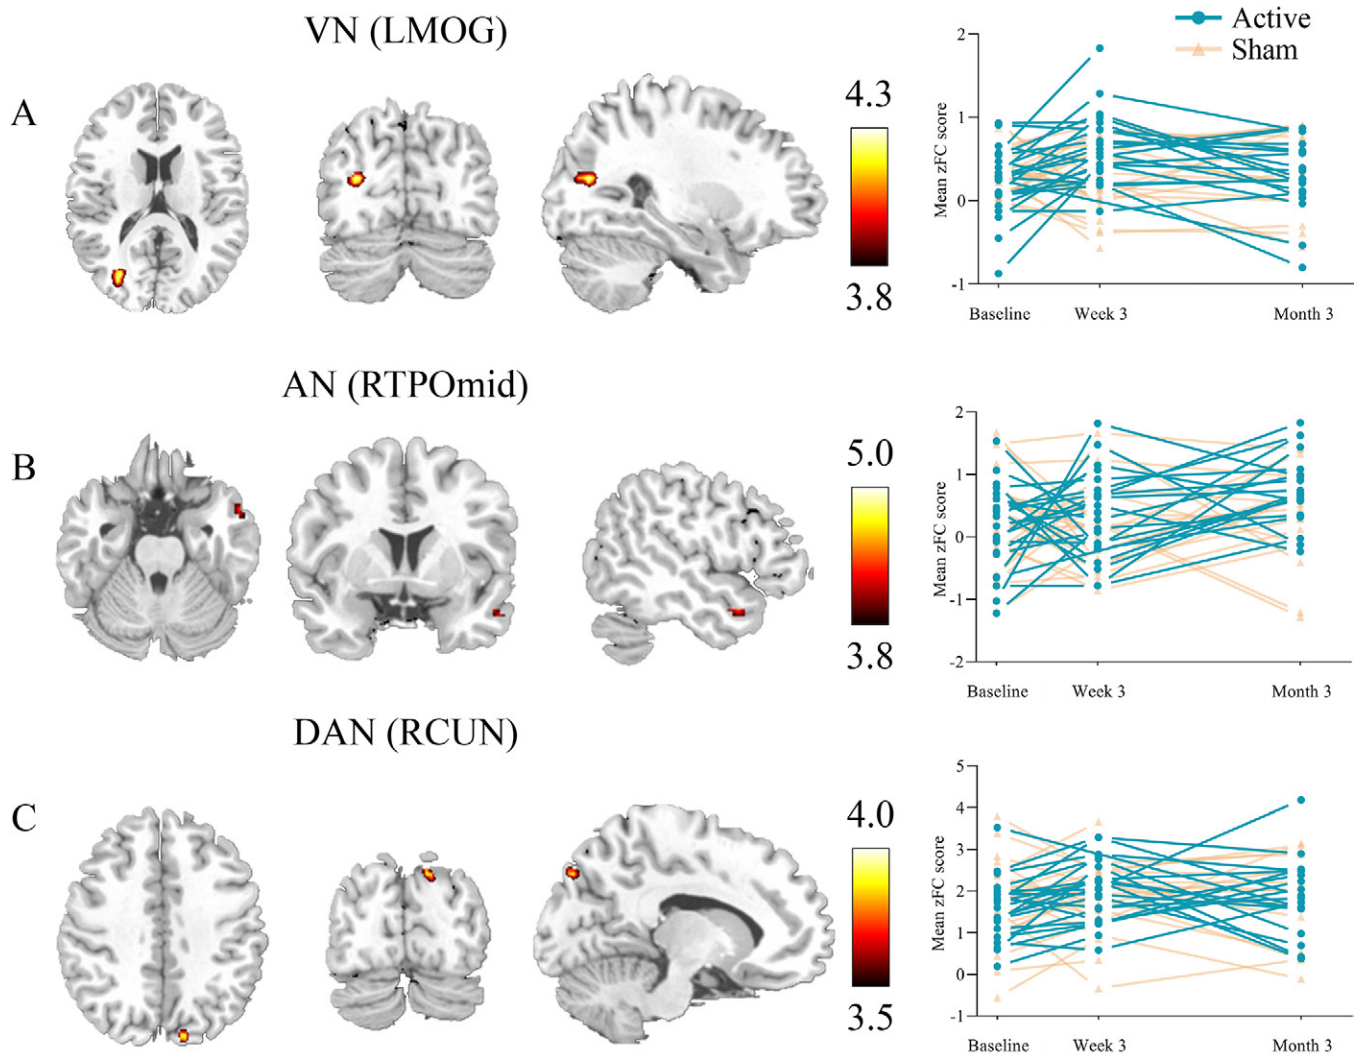 VN (LMOG)
Active
Sham
A
4.3
3.8
Mean zFC score
2
1
0
-1
Baseline Week 3 Month 3
AN (RTPOmid)
B
5.0
3.8
Mean zFC score
2
1
0
-1
-2
Baseline Week 3 Month 3
DAN (RCUN)
C
4.0
3.5
Mean zFC score
5
4
3
2
1
0
-1
Baseline Week 3 Month 3